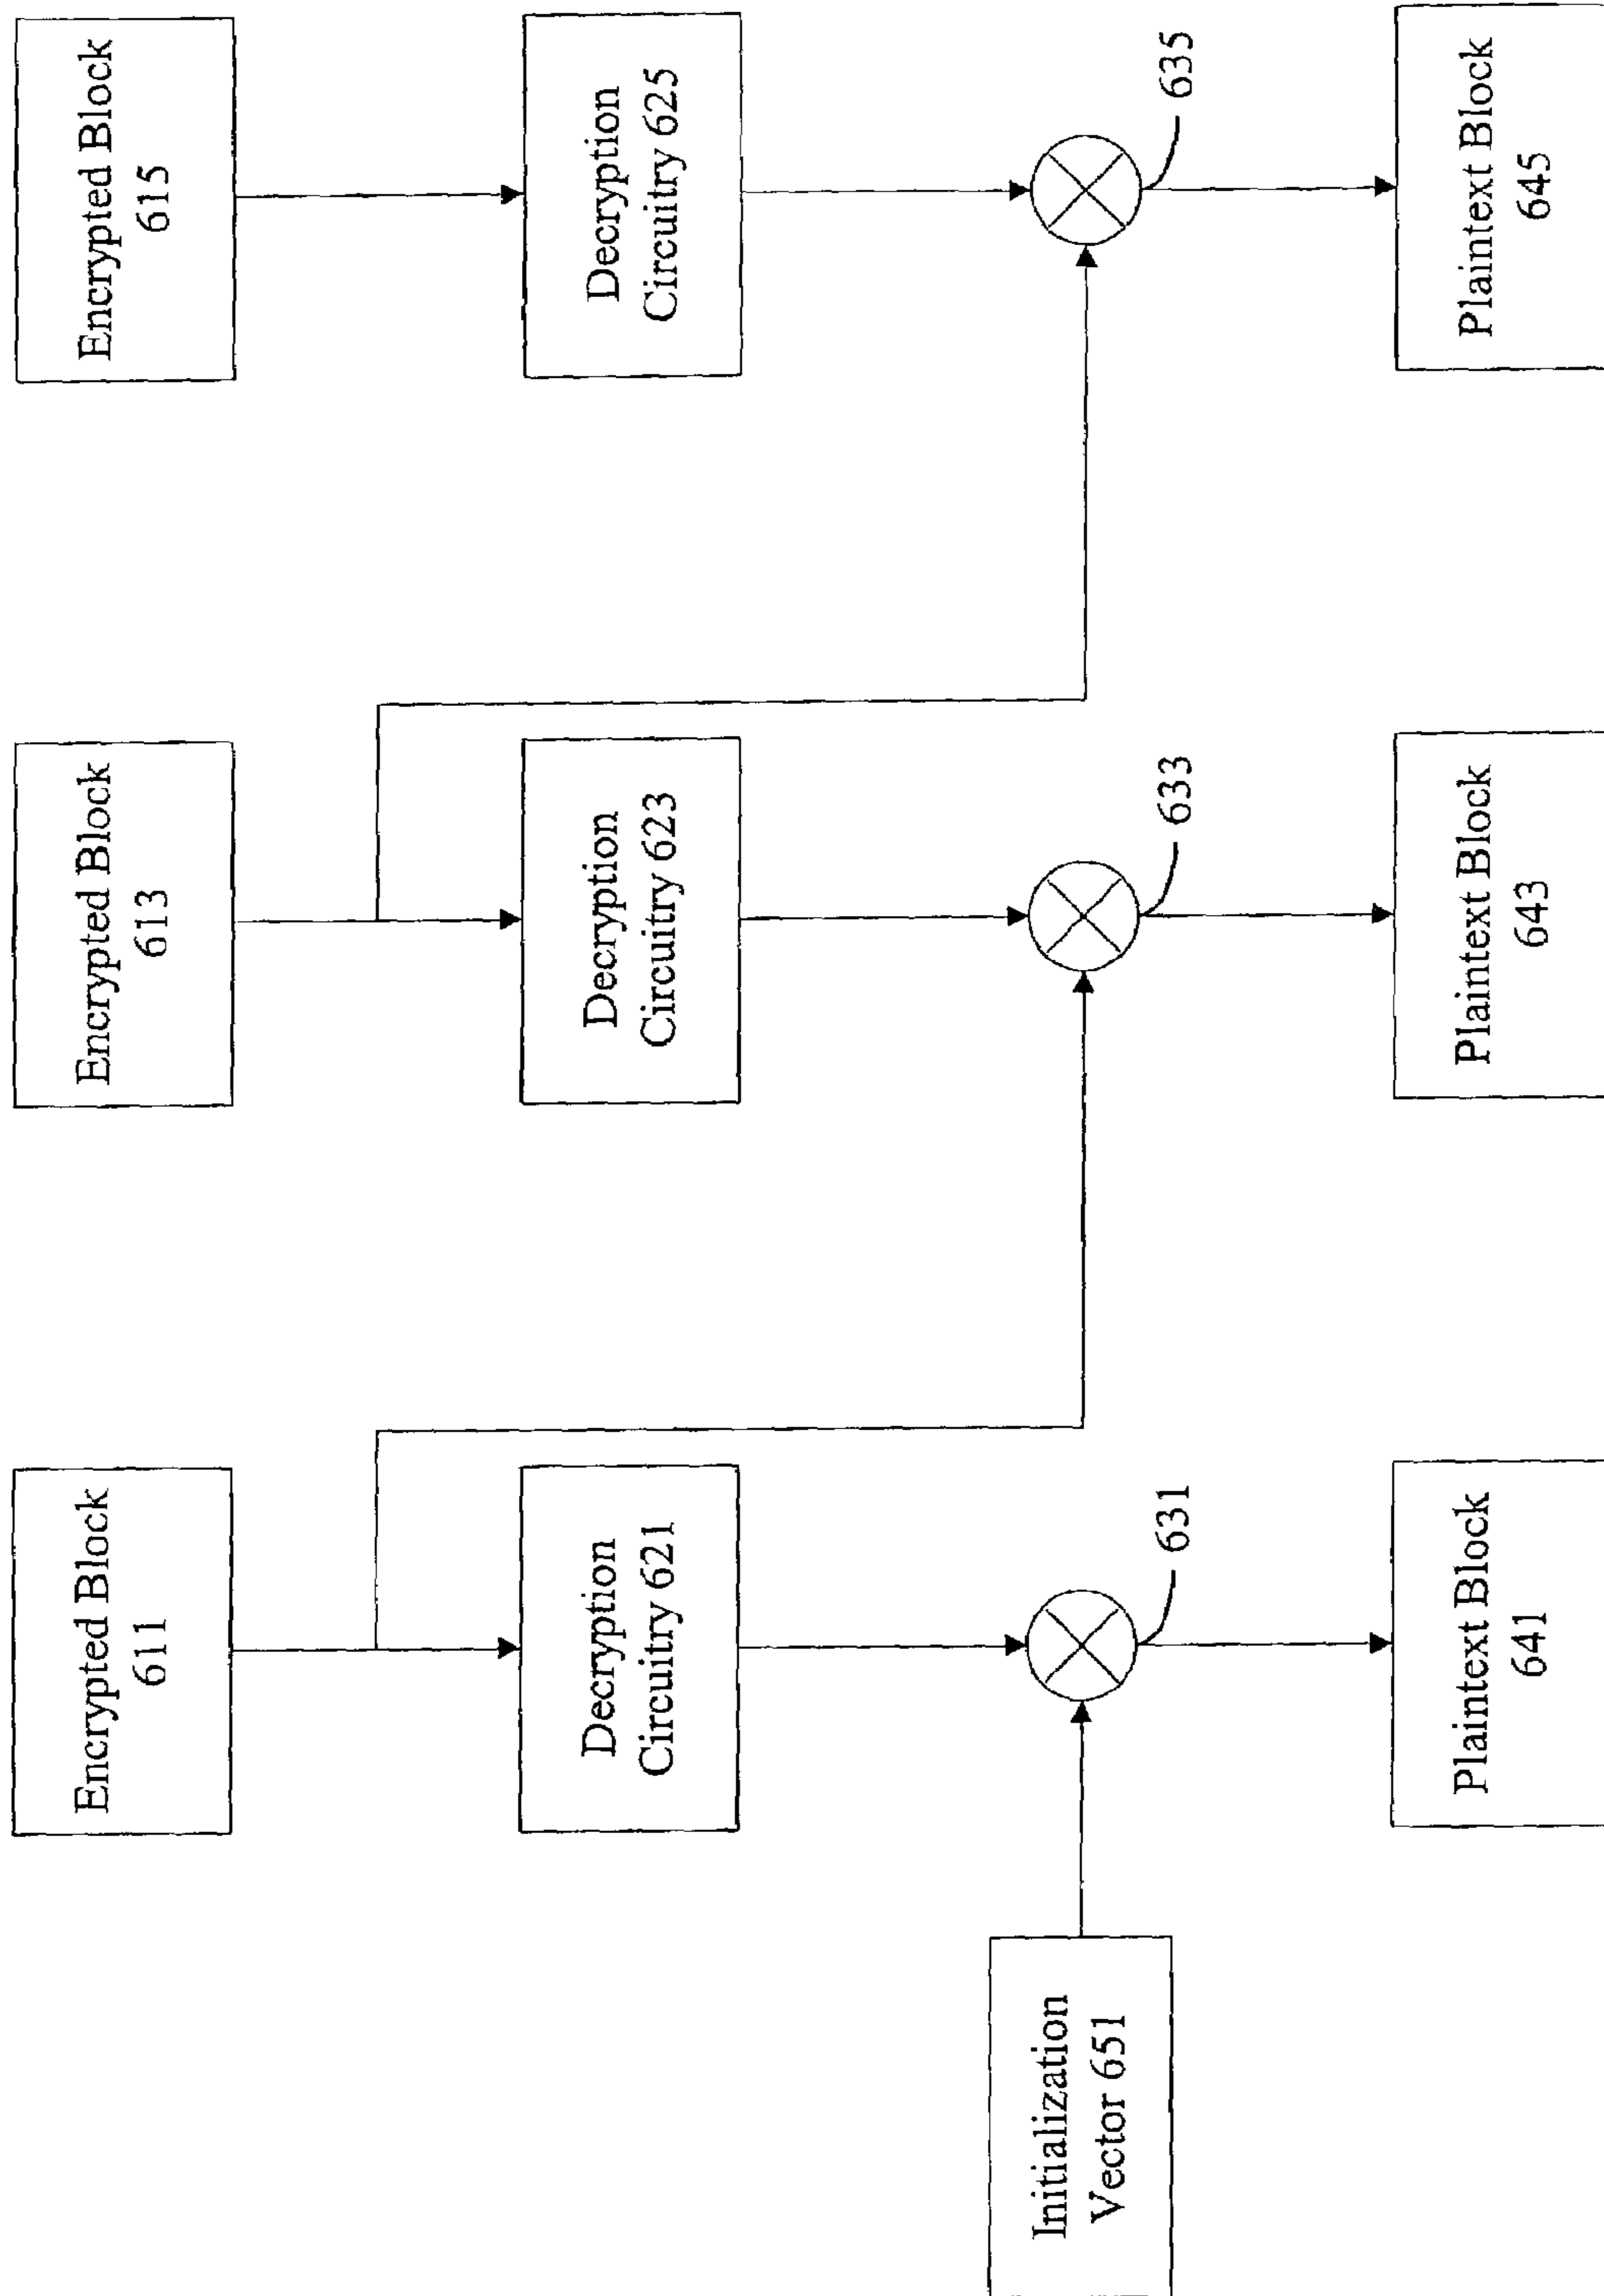 Encrypted Block
611
Encrypted Block
613
Encrypted Block
615
Decryption
Circuitry 621
Decryption
Circuitry 623
Decryption
Circuitry 625
Initialization
Vector 651
631
633
635
Plaintext Block
641
Plaintext Block
643
Plaintext Block
645